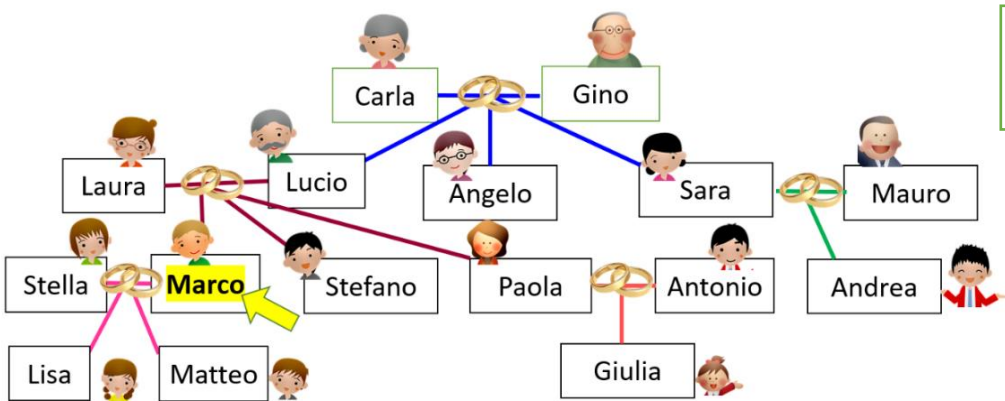 Carla
Gino
Laura
Lucio
Angelo
Sara
Mauro
Stella
Marco
Stefano
Paola
Antonio
Andrea
Lisa
Matteo
Giulia